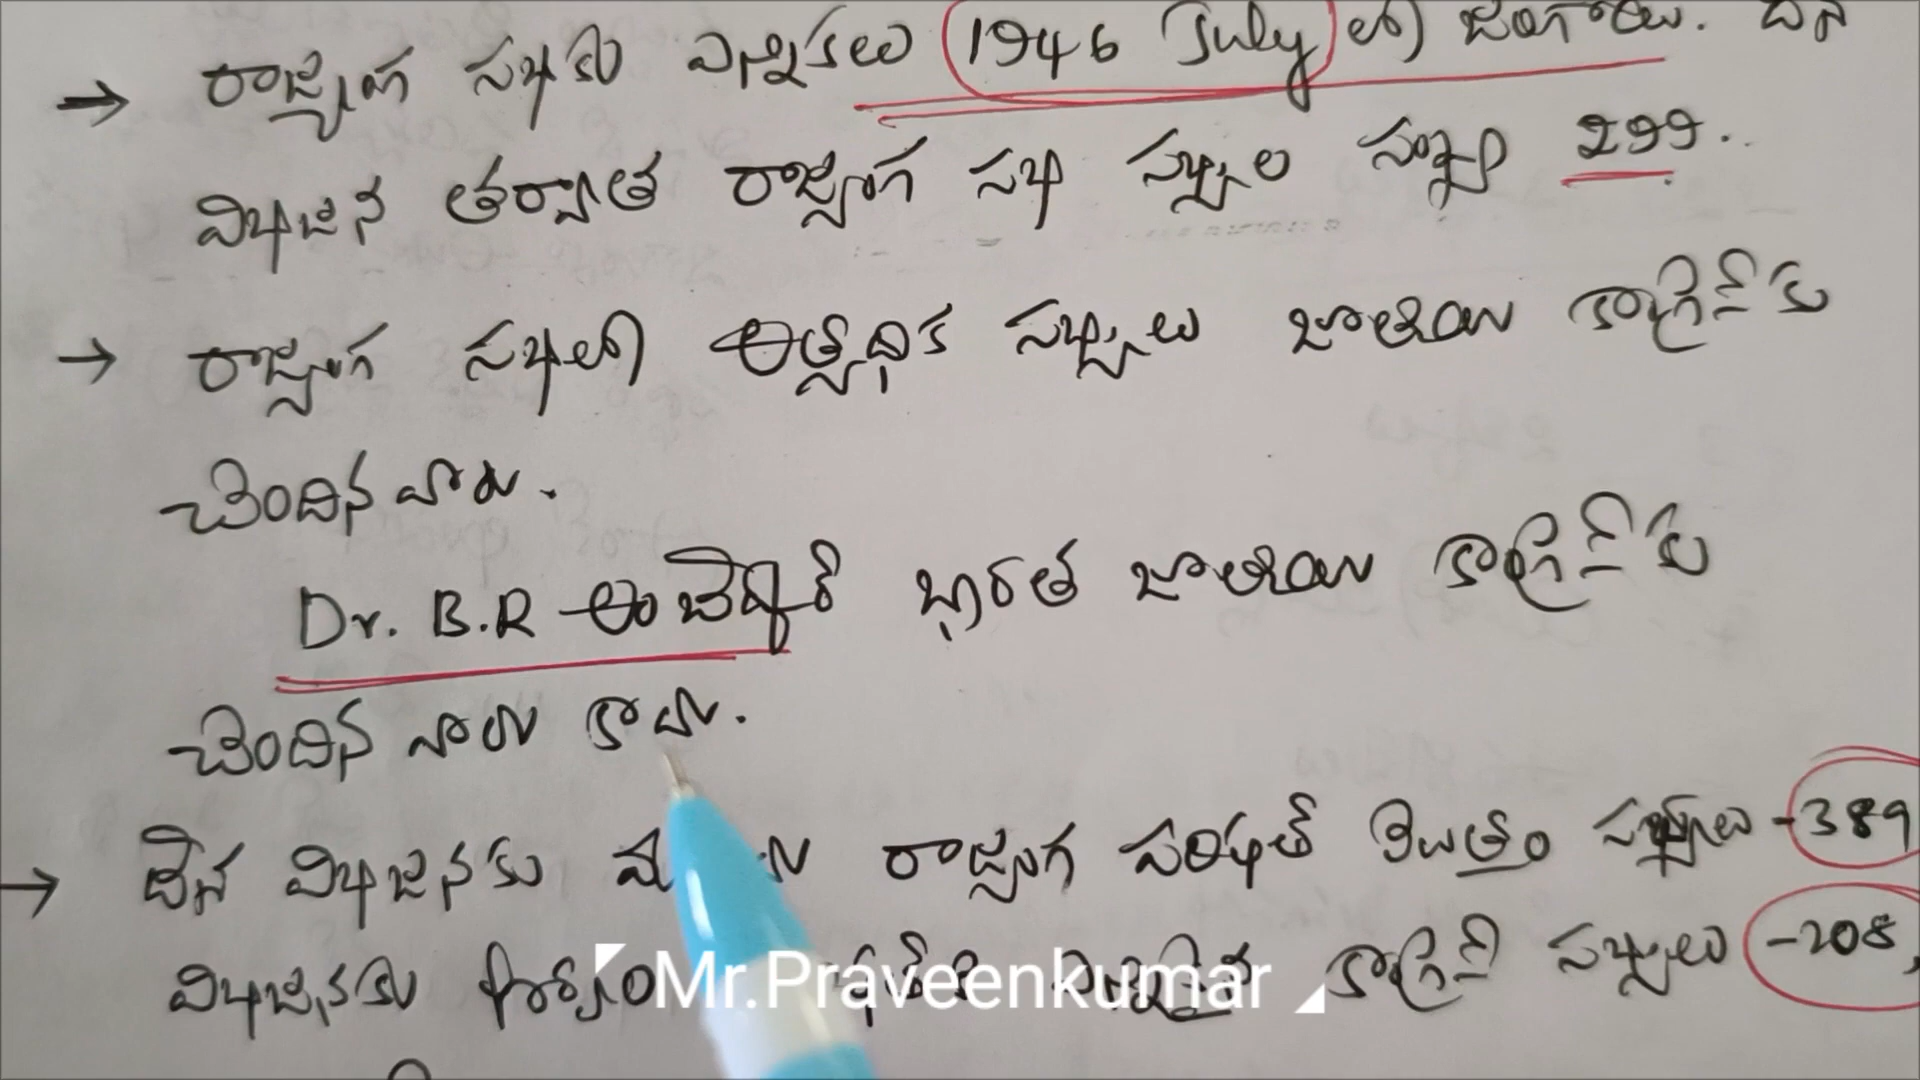 → రాజ్యాంగ సభకు ఎన్నికలు 1946 July లో జరిగాయి. దేశ
విభజన తర్వాత రాజ్యాంగ సభ సభ్యుల సంఖ్య 299.
→ రాజ్యాంగ సభలో అత్యధిక సభ్యులు జాతీయ కాంగ్రెస్ కు
చెందిన వారు.
Dr. B.R అంబేద్కర్ భారత జాతీయ కాంగ్రెస్ కు
చెందిన వారు కాదు.
→ దేశ విభజనకు రాజ్యాంగ పరిషత్ మొత్తం సభ్యులు - 389
విభజనకు పూర్వం కాంగ్రెస్ సభ్యులు - 208,
Mr.Praveenkumar